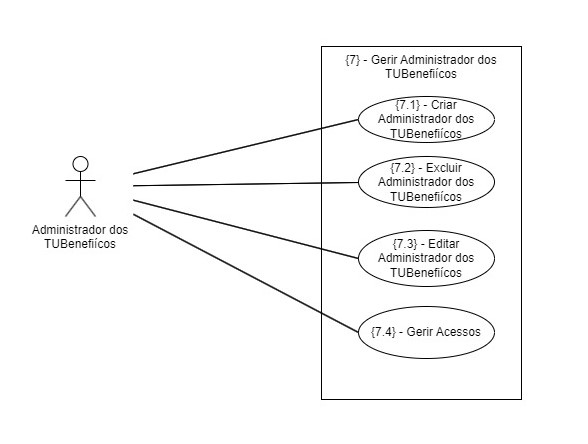 {7} - Gerir Administrador dos
TUBenefiícos
{7.1} - Criar
Administrador dos
TUBenefiícos
{7.2} - Excluir
Administrador dos
TUBenefiícos
Administrador dos
TUBenefiícos
{7.3} - Editar
Administrador dos
TUBenefiícos
{7.4} - Gerir Acessos